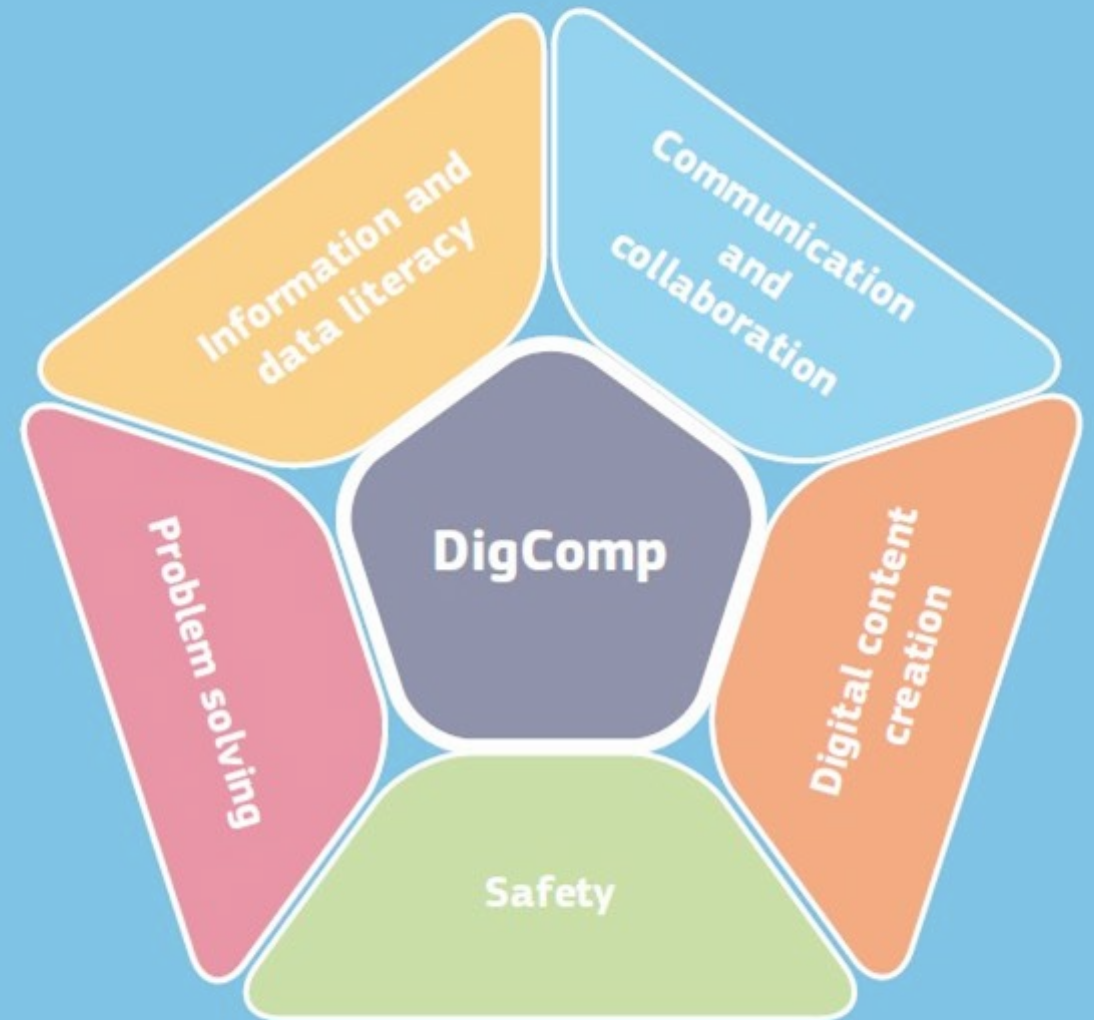 Information and
data literacy
Communication
and
collaboration
DigComp
Problem solving
Digital content
creation
Safety